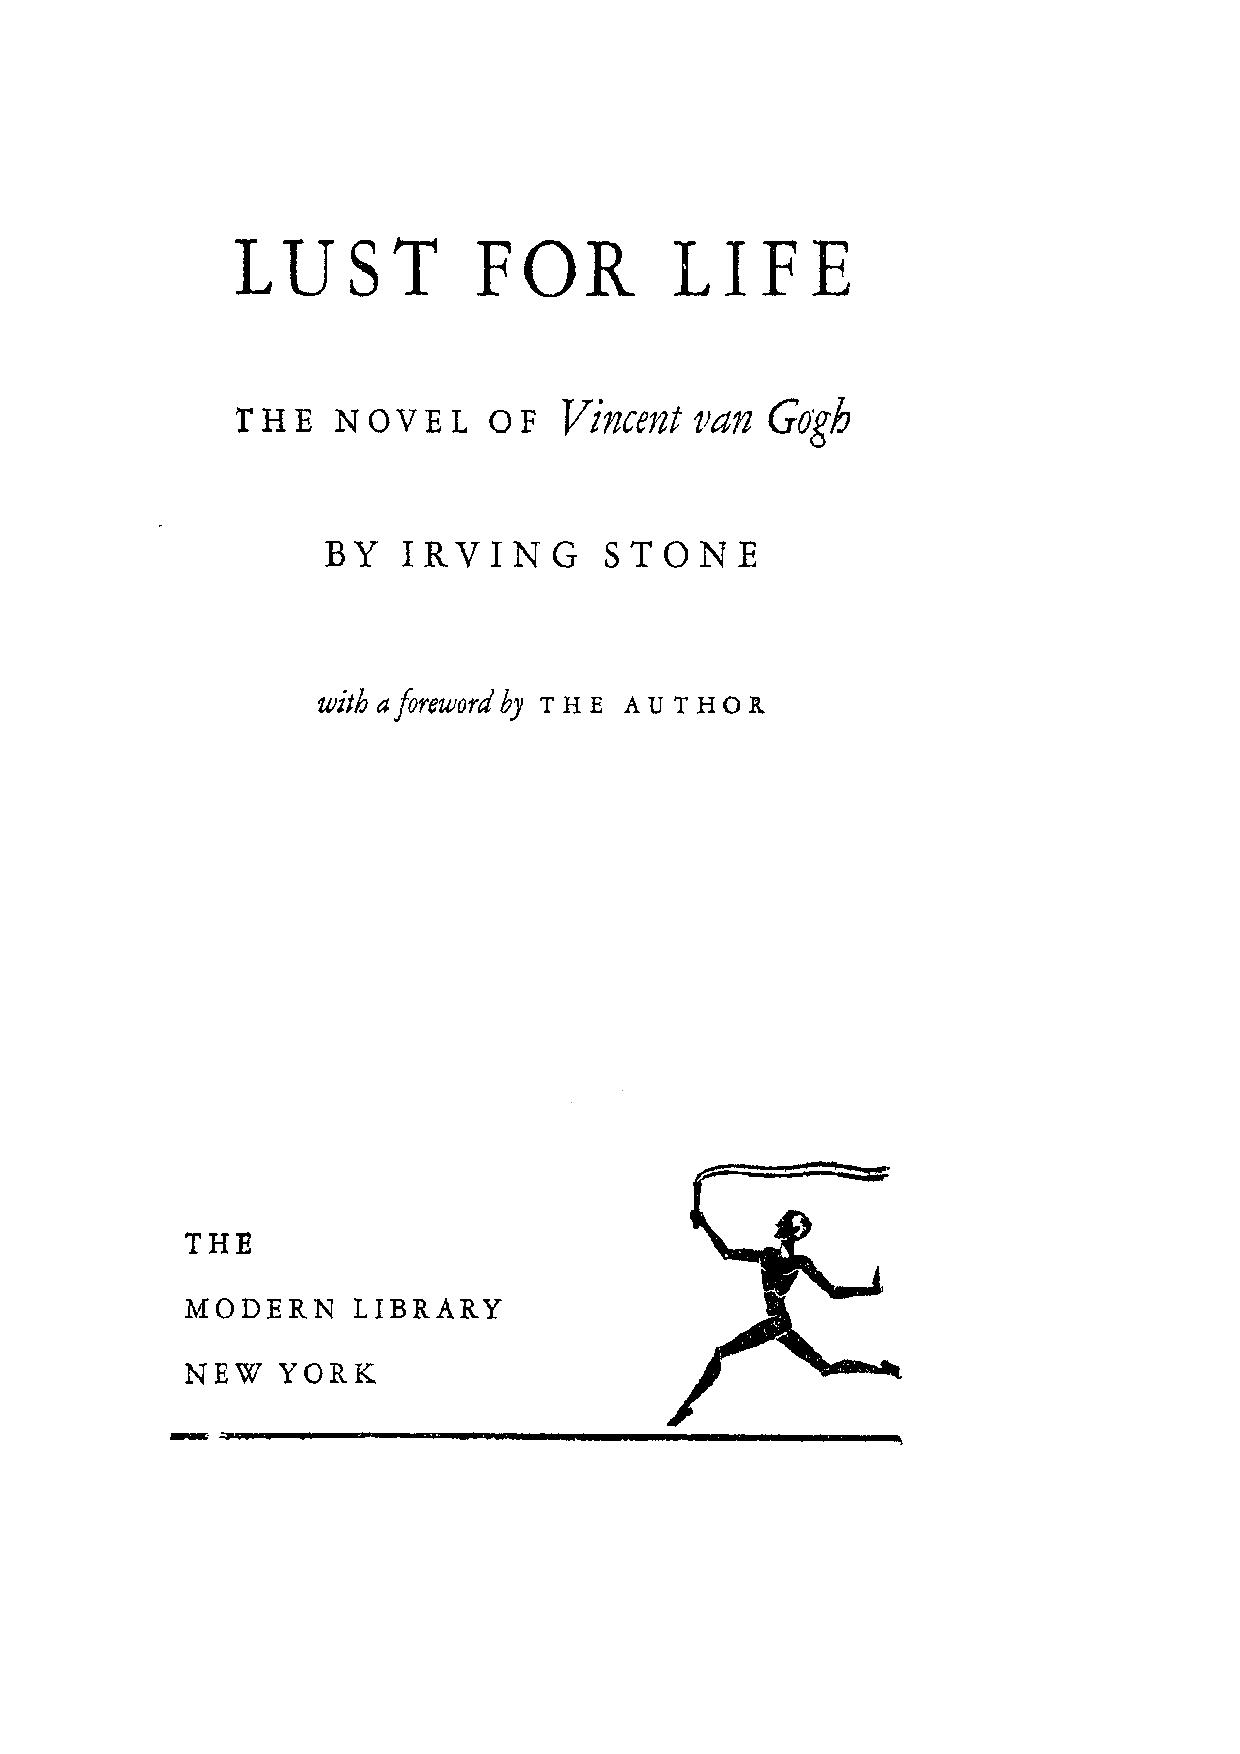 LUST FOR LIFE
THE NOVEL OF Vincent van Gogh
BY IRVING STONE
with a foreword by THE AUTHOR
THE
MODERN LIBRARY
NEW YORK